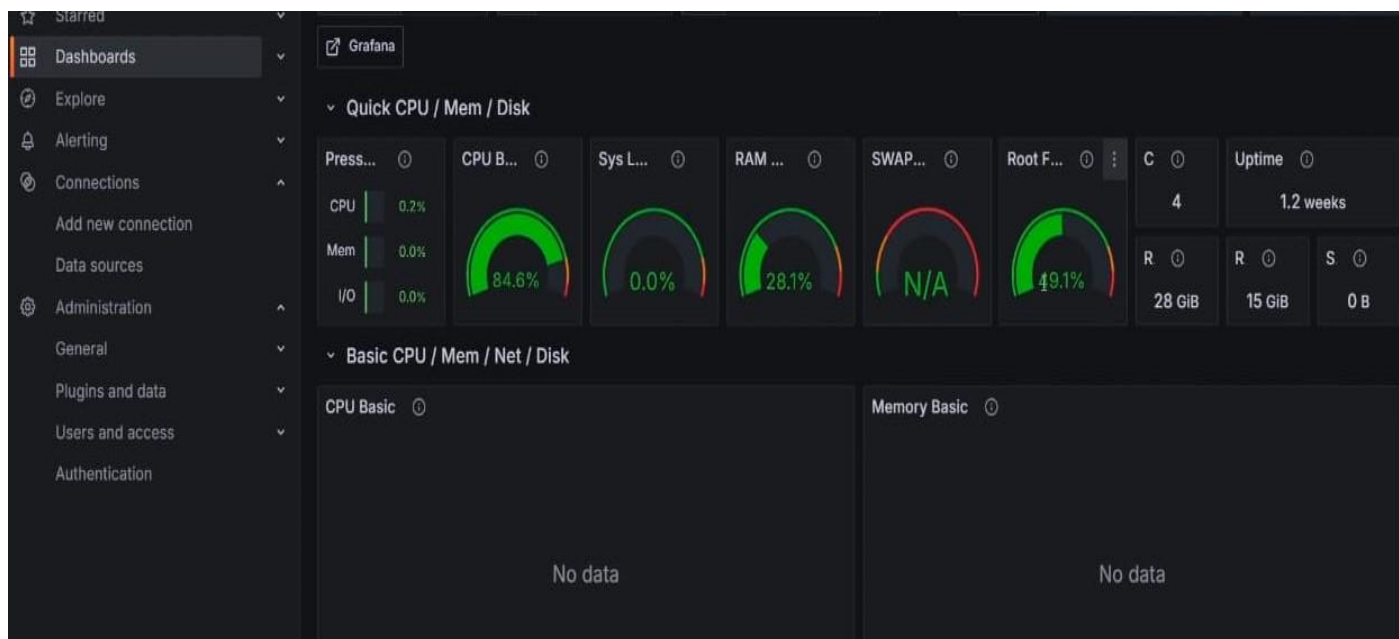 Starred
Dashboards
Explore
Alerting
Connections
Add new connection
Data sources
Administration
General
Plugins and data
Users and access
Authentication
Grafana
Quick CPU / Mem / Disk
Press...
CPU 0.2%
Mem 0.0%
I/O 0.0%
CPU B...
84.6%
Sys L...
0.0%
RAM ...
28.1%
SWAP...
N/A
Root F...
49.1%
C
4
Uptime
1.2 weeks
R
28 GiB
R
15 GiB
S
0 B
Basic CPU / Mem / Net / Disk
CPU Basic
No data
Memory Basic
No data